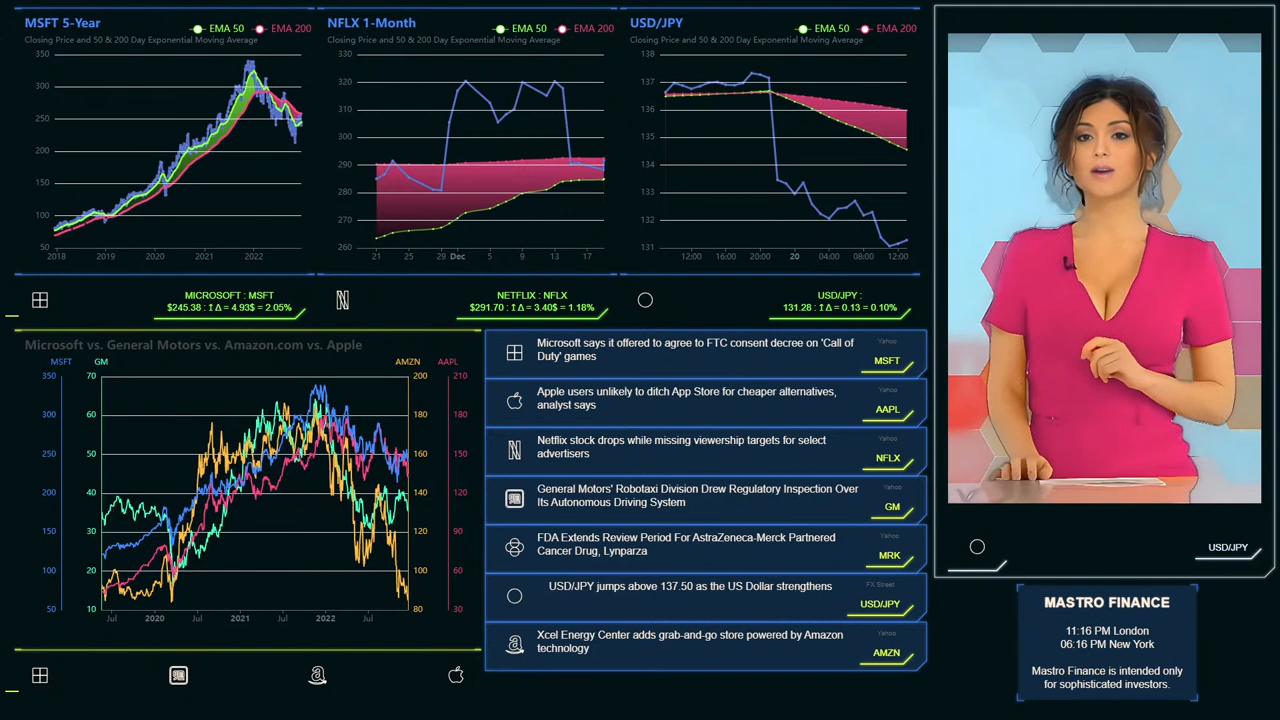 MSFT 5-Year
EMA 50
EMA 200
Closing Price and 50 & 200 Day Exponential Moving Average
350
300
250
200
150
100
50
2018
2019
2020
2021
2022
NFLX 1-Month
EMA 50
EMA 200
Closing Price and 50 & 200 Day Exponential Moving Average
330
320
310
300
290
280
270
260
21
25
29
Dec
5
9
13
17
USD/JPY
EMA 50
EMA 200
Closing Price and 50 & 200 Day Exponential Moving Average
138
137
136
135
134
133
132
131
12:00
16:00
20:00
20
04:00
08:00
12:00
MICROSOFT : MSFT
$245.38 : ↥ Δ = 4.93$ = 2.05%
NETFLIX : NFLX
$291.70 : ↥ Δ = 3.40$ = 1.18%
USD/JPY :
131.28 : ↥ Δ = 0.13 = 0.10%
Microsoft vs. General Motors vs. Amazon.com vs. Apple
MSFT
GM
AMZN
AAPL
350
300
250
200
150
100
50
70
60
50
40
30
20
10
200
180
160
140
120
100
80
210
180
150
120
90
60
30
Jul
2020
Jul
2021
Jul
2022
Jul
Microsoft says it offered to agree to FTC consent decree on 'Call of
Duty' games
Yahoo
MSFT
Apple users unlikely to ditch App Store for cheaper alternatives,
analyst says
Yahoo
AAPL
Netflix stock drops while missing viewership targets for select
advertisers
Yahoo
NFLX
General Motors' Robotaxi Division Drew Regulatory Inspection Over
Its Autonomous Driving System
Yahoo
GM
FDA Extends Review Period For AstraZeneca-Merck Partnered
Cancer Drug, Lynparza
Yahoo
MRK
USD/JPY jumps above 137.50 as the US Dollar strengthens
FX Street
USD/JPY
Xcel Energy Center adds grab-and-go store powered by Amazon
technology
Yahoo
AMZN
USD/JPY
MASTRO FINANCE
11:16 PM London
06:16 PM New York
Mastro Finance is intended only
for sophisticated investors.